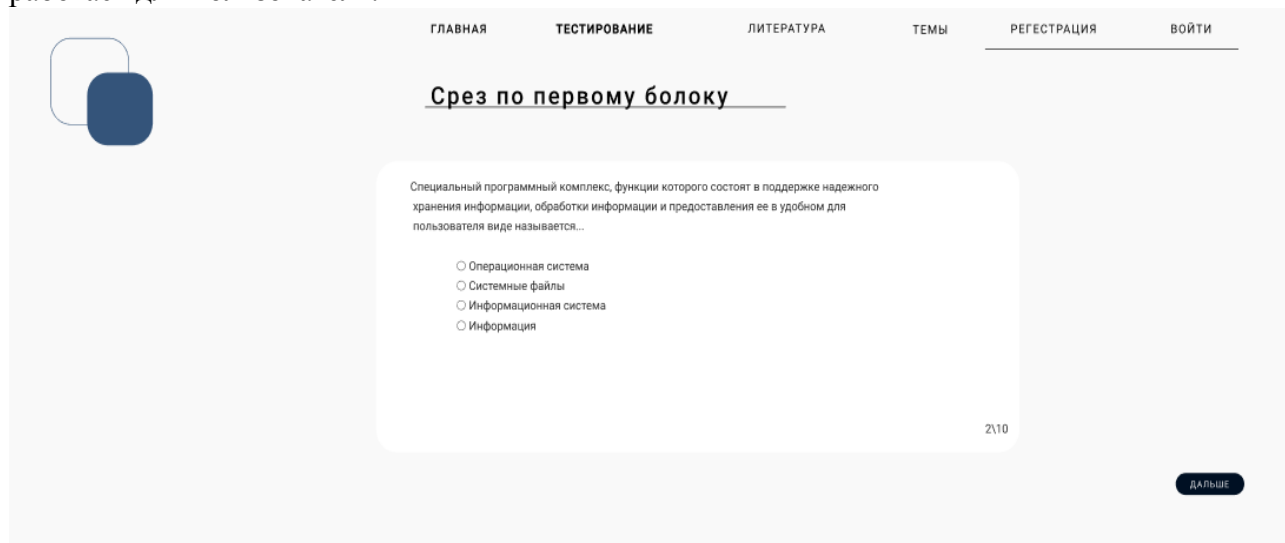 ГЛАВНАЯ ТЕСТИРОВАНИЕ ЛИТЕРАТУРА ТЕМЫ РЕГЕСТРАЦИЯ ВОЙТИ
Срез по первому болоку
Специальный программный комплекс, функции которого состоят в поддержке надежного
хранения информации, обработки информации и предоставления ее в удобном для
пользователя виде называется...
Операционная система
Системные файлы
Информационная система
Информация
2\10
ДАЛЬШЕ